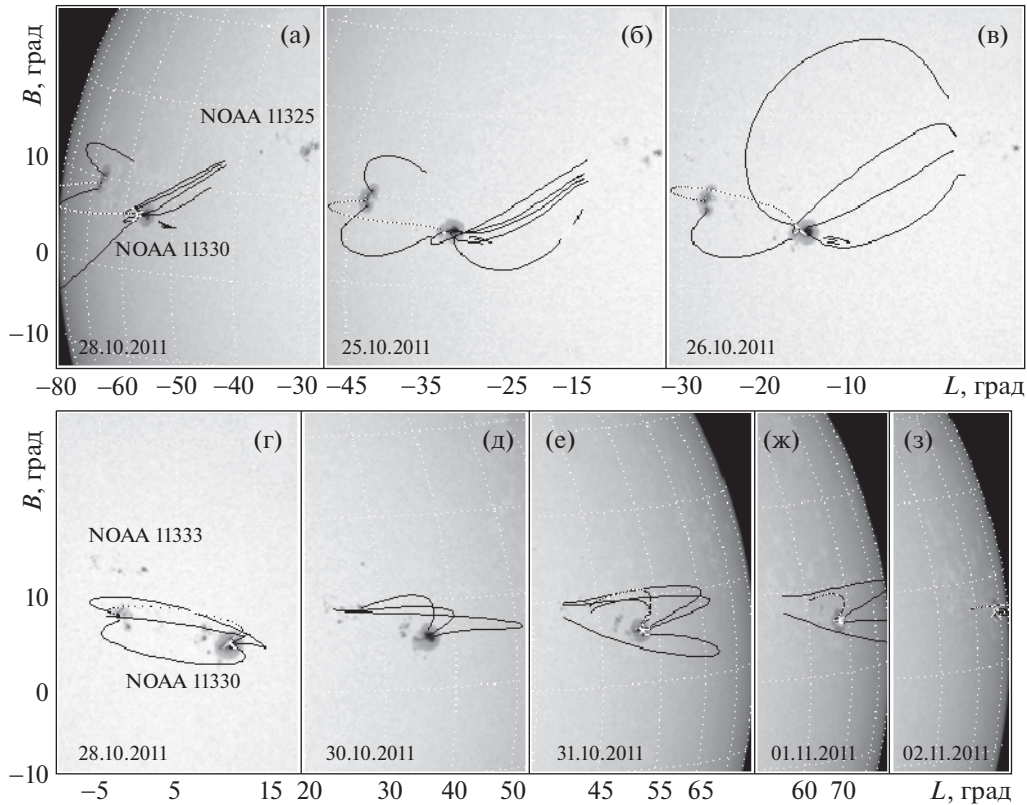 (а) (б) (в)
B, град
NOAA 11325
10
0
NOAA 11330
–10
28.10.2011 25.10.2011 26.10.2011
–80 –60 –50 –40 –30 –45 –35 –25 –15 –30 –20 –10 L, град
(г) (д) (е) (ж) (з)
B, град
NOAA 11333
10
0
NOAA 11330
–10
28.10.2011 30.10.2011 31.10.2011 01.11.2011 02.11.2011
–5 5 15 20 30 40 50 45 55 65 60 70 L, град